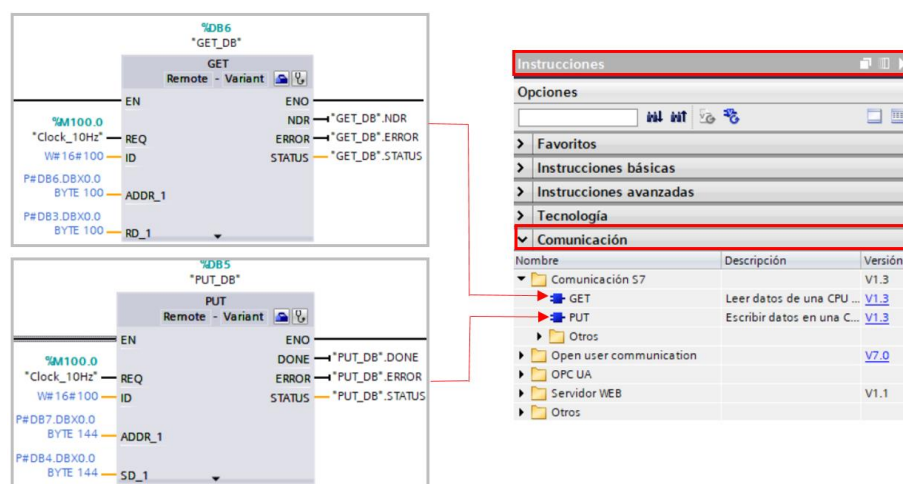 %DB6
"GET_DB"
GET
Remote - Variant
EN ENO
NDR "GET_DB".NDR
%M100.0
"Clock_10Hz" REQ ERROR "GET_DB".ERROR
W#16#100 ID STATUS "GET_DB".STATUS
P#DB6.DBX0.0
BYTE 100 ADDR_1
P#DB3.DBX0.0
BYTE 100 RD_1
%DB5
"PUT_DB"
PUT
Remote - Variant
EN ENO
DONE "PUT_DB".DONE
%M100.0
"Clock_10Hz" REQ ERROR "PUT_DB".ERROR
W#16#100 ID STATUS "PUT_DB".STATUS
P#DB7.DBX0.0
BYTE 144 ADDR_1
P#DB4.DBX0.0
BYTE 144 SD_1
Instrucciones
Opciones
Favoritos
Instrucciones básicas
Instrucciones avanzadas
Tecnología
Comunicación
Nombre Descripción Versión
Comunicación S7 V1.3
GET Leer datos de una CPU ... V1.3
PUT Escribir datos en una C... V1.3
Otros
Open user communication V7.0
OPC UA
Servidor WEB V1.1
Otros